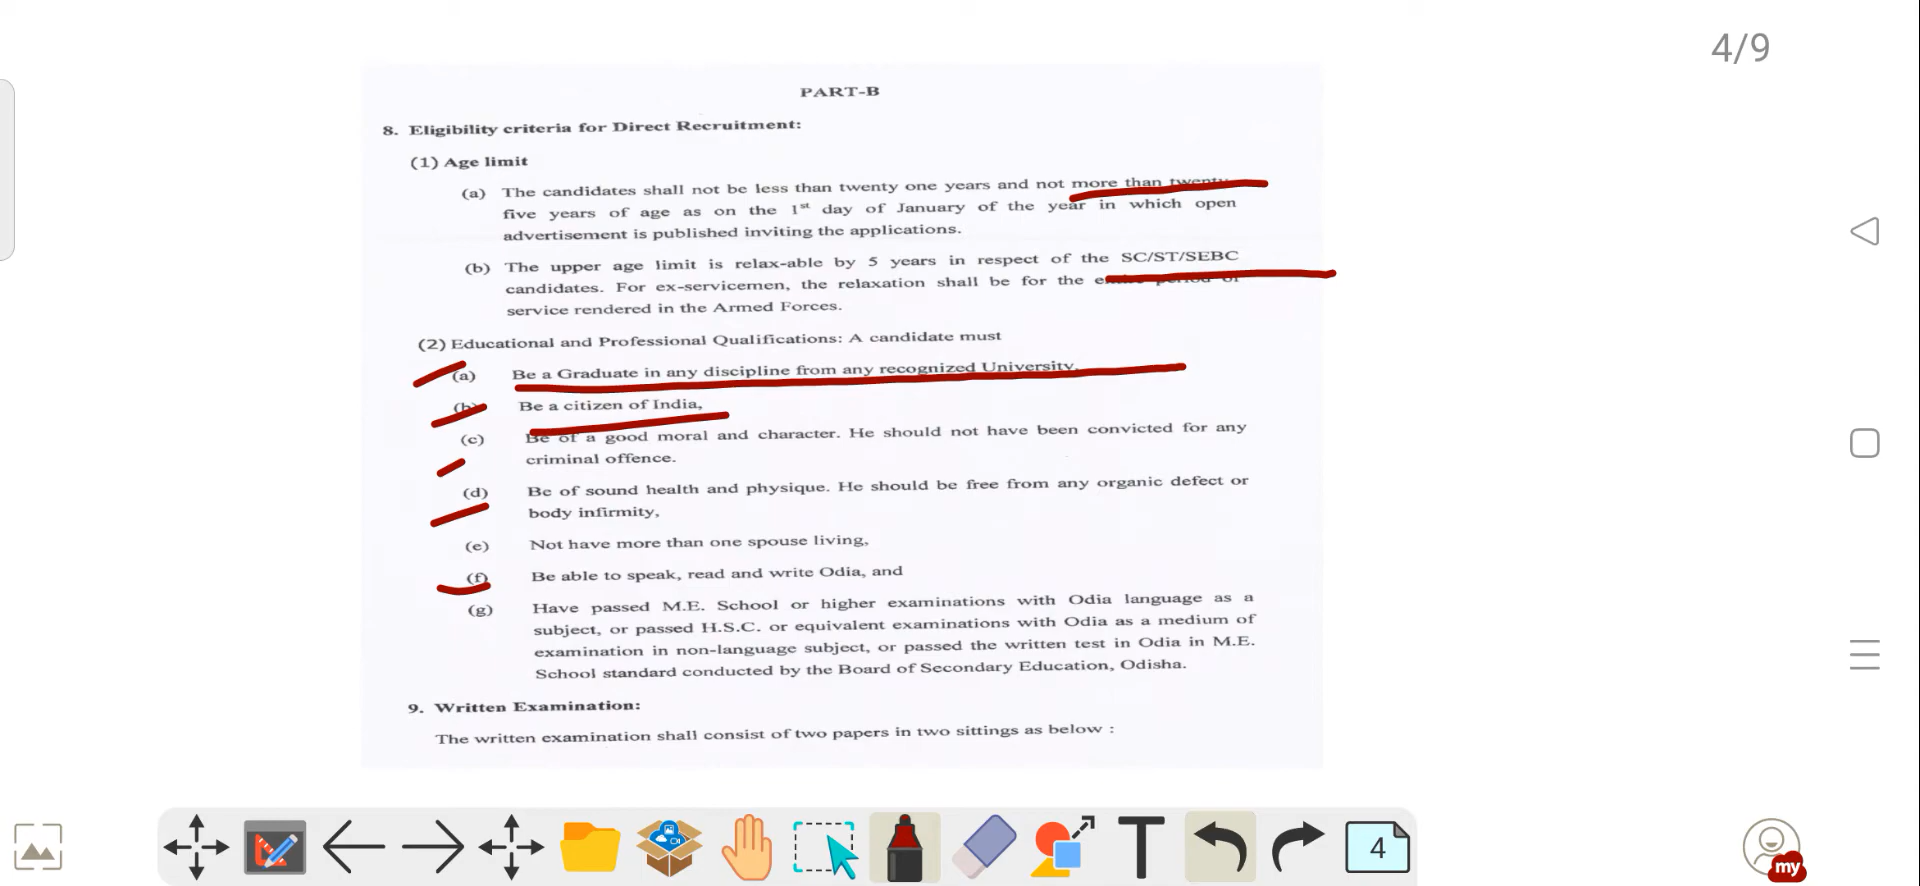 4/9
PART-B
8. Eligibility criteria for Direct Recruitment:
(1) Age limit
(a) The candidates shall not be less than twenty one years and not more than twenty
five years of age as on the 1st day of January of the year in which open
advertisement is published inviting the applications.
(b) The upper age limit is relax-able by 5 years in respect of the SC/ST/SEBC
candidates. For ex-servicemen, the relaxation shall be for the entire period of
service rendered in the Armed Forces.
(2) Educational and Professional Qualifications: A candidate must
(a) Be a Graduate in any discipline from any recognized University,
(b) Be a citizen of India,
(c) Be of a good moral and character. He should not have been convicted for any
criminal offence.
(d) Be of sound health and physique. He should be free from any organic defect or
body infirmity,
(e) Not have more than one spouse living,
(f) Be able to speak, read and write Odia, and
(g) Have passed M.E. School or higher examinations with Odia language as a
subject, or passed H.S.C. or equivalent examinations with Odia as a medium of
examination in non-language subject, or passed the written test in Odia in M.E.
School standard conducted by the Board of Secondary Education, Odisha.
9. Written Examination:
The written examination shall consist of two papers in two sittings as below :
T
4
my